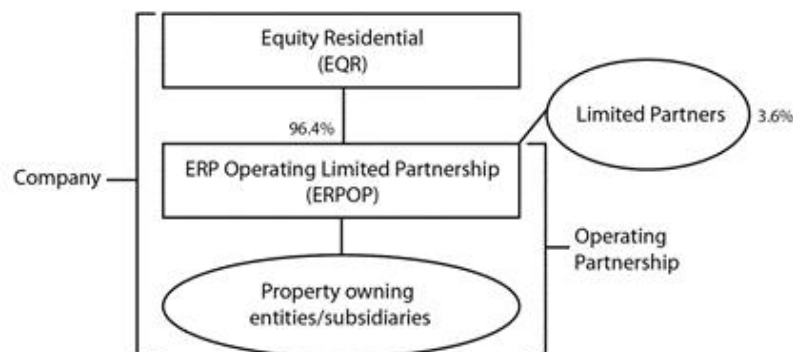 Equity Residential
(EQR)
Limited Partners
3.6%
96.4%
ERP Operating Limited Partnership
(ERPOP)
Company
Operating
Partnership
Property owning
entities/subsidiaries